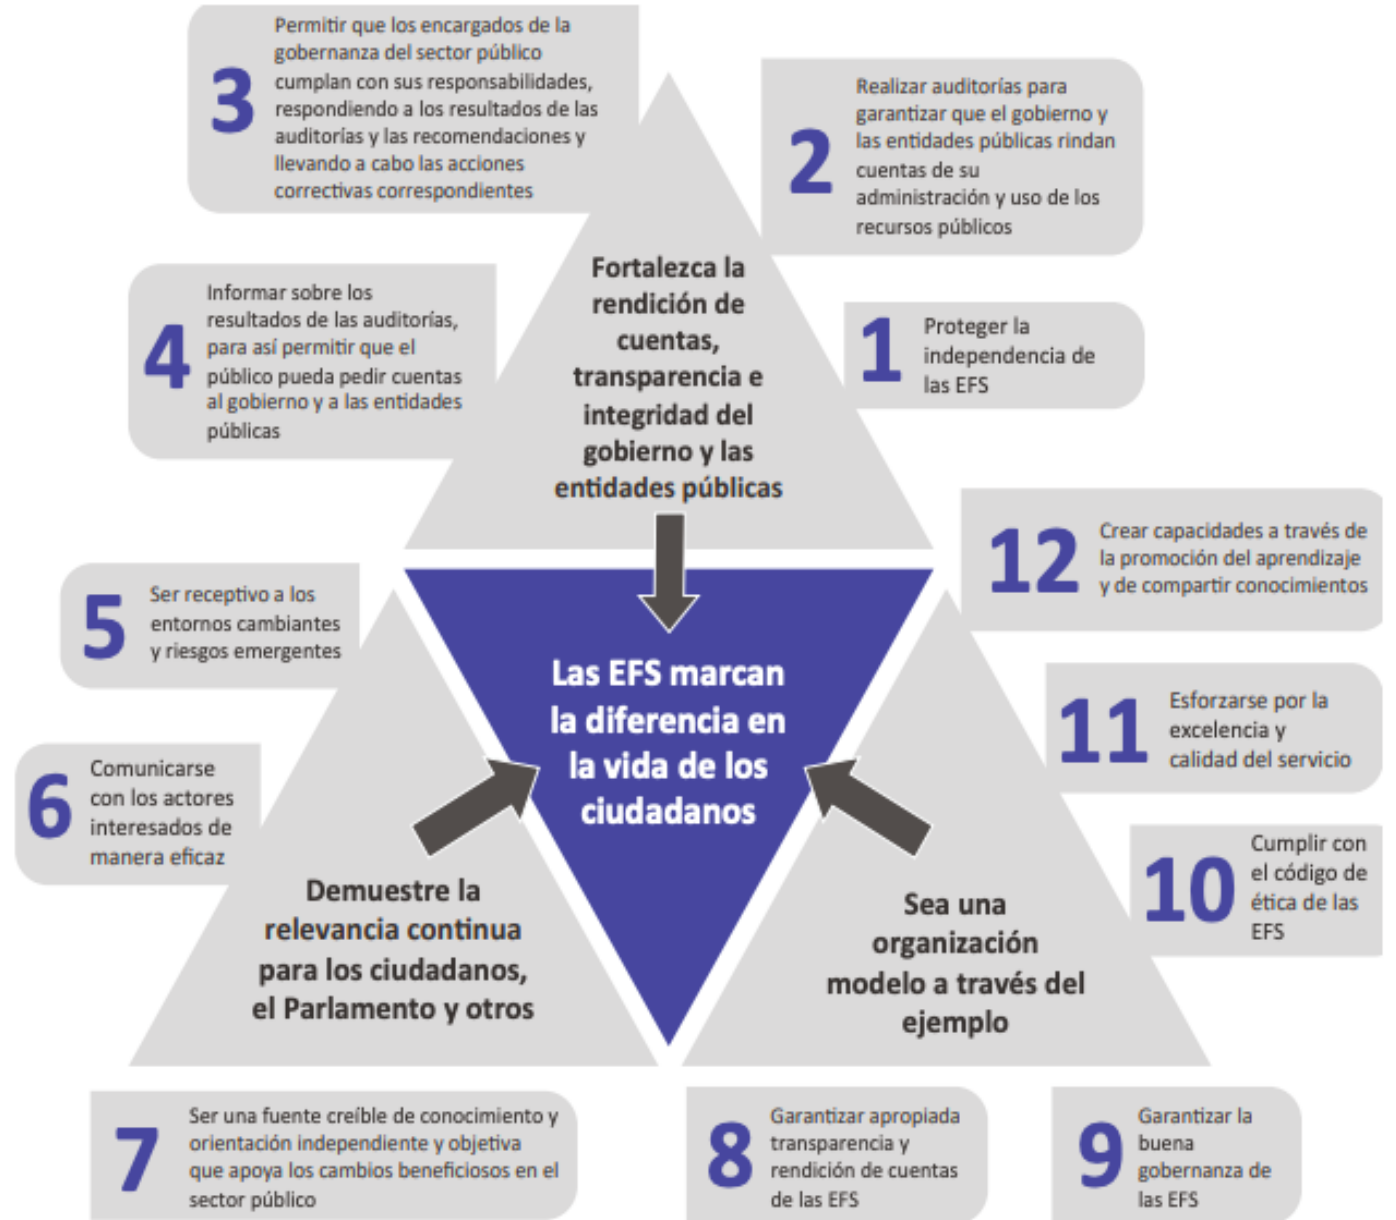 3
Permitir que los encargados de la
gobernanza del sector público
cumplan con sus responsabilidades,
respondiendo a los resultados de las
auditorías y las recomendaciones y
llevando a cabo las acciones
correctivas correspondientes
2
Realizar auditorías para
garantizar que el gobierno y
las entidades públicas rindan
cuentas de su
administración y uso de los
recursos públicos
4
Informar sobre los
resultados de las auditorías,
para así permitir que el
público pueda pedir cuentas
al gobierno y a las entidades
públicas
Fortalezca la
rendición de
cuentas,
transparencia e
integridad del
gobierno y las
entidades públicas
1
Proteger la
independencia de
las EFS
12
Crear capacidades a través de
la promoción del aprendizaje
y de compartir conocimientos
5
Ser receptivo a los
entornos cambiantes
y riesgos emergentes
Las EFS marcan
la diferencia en
la vida de los
ciudadanos
11
Esforzarse por la
excelencia y
calidad del servicio
6
Comunicarse
con los actores
interesados de
manera eficaz
10
Cumplir con
el código de
ética de las
EFS
Demuestre la
relevancia continua
para los ciudadanos,
el Parlamento y otros
Sea una
organización
modelo a través del
ejemplo
7
Ser una fuente creíble de conocimiento y
orientación independiente y objetiva
que apoya los cambios beneficiosos en el
sector público
8
Garantizar apropiada
transparencia y
rendición de cuentas
de las EFS
9
Garantizar la
buena
gobernanza de
las EFS